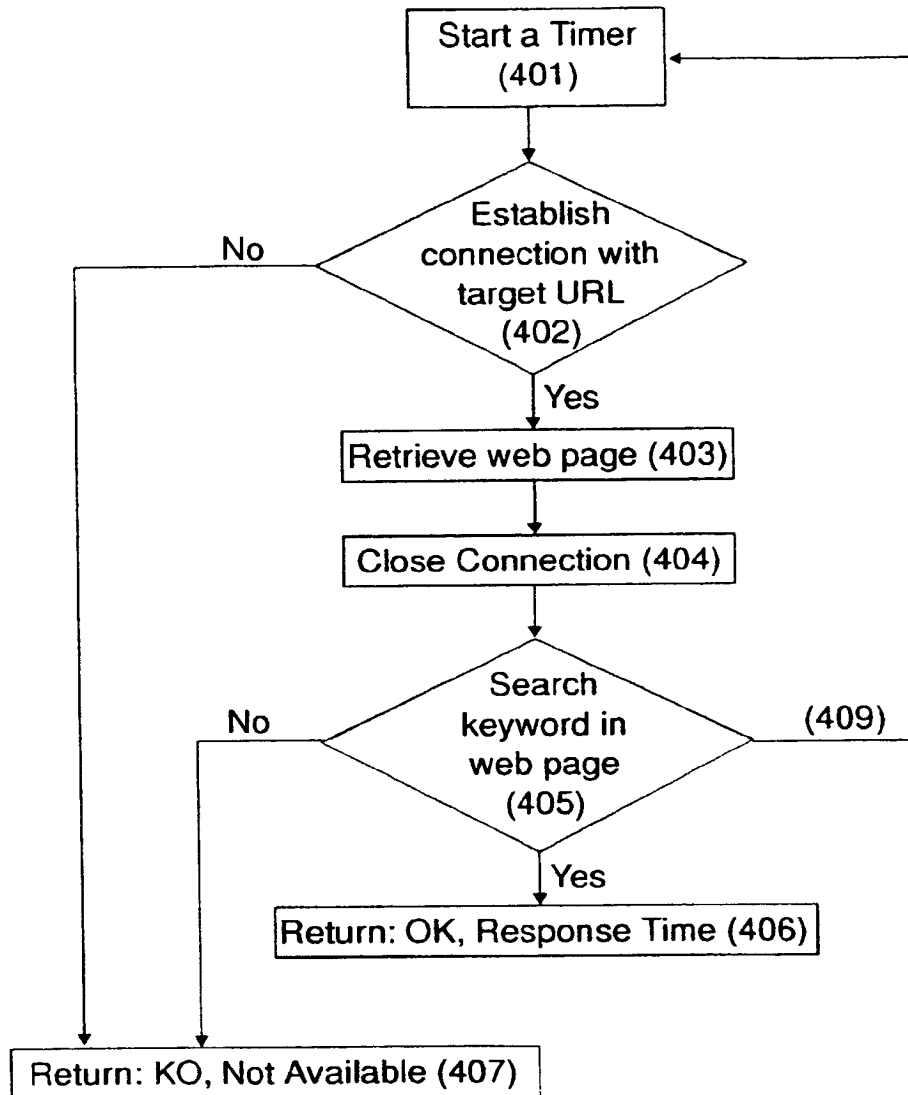 Start a Timer
(401)
Establish
connection with
target URL
(402)
No
Yes
Retrieve web page (403)
Close Connection (404)
Search
keyword in
web page
(405)
No
(409)
Yes
Return: OK, Response Time (406)
Return: KO, Not Available (407)